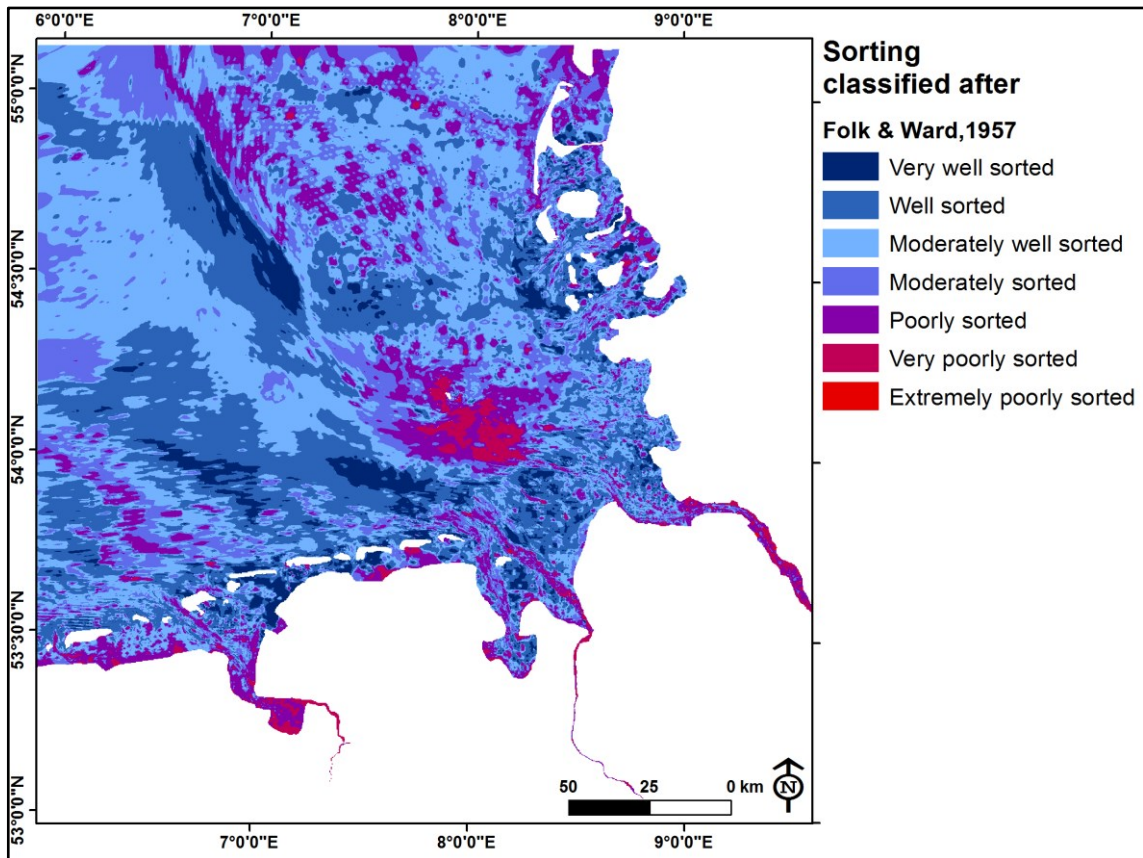 6°0'0"E 7°0'0"E 8°0'0"E 9°0'0"E
55°0'0"N
54°30'0"N
54°0'0"N
53°30'0"N
53°0'0"N
Sorting
classified after
Folk & Ward,1957
Very well sorted
Well sorted
Moderately well sorted
Moderately sorted
Poorly sorted
Very poorly sorted
Extremely poorly sorted
50 25 0 km
N
7°0'0"E 8°0'0"E 9°0'0"E